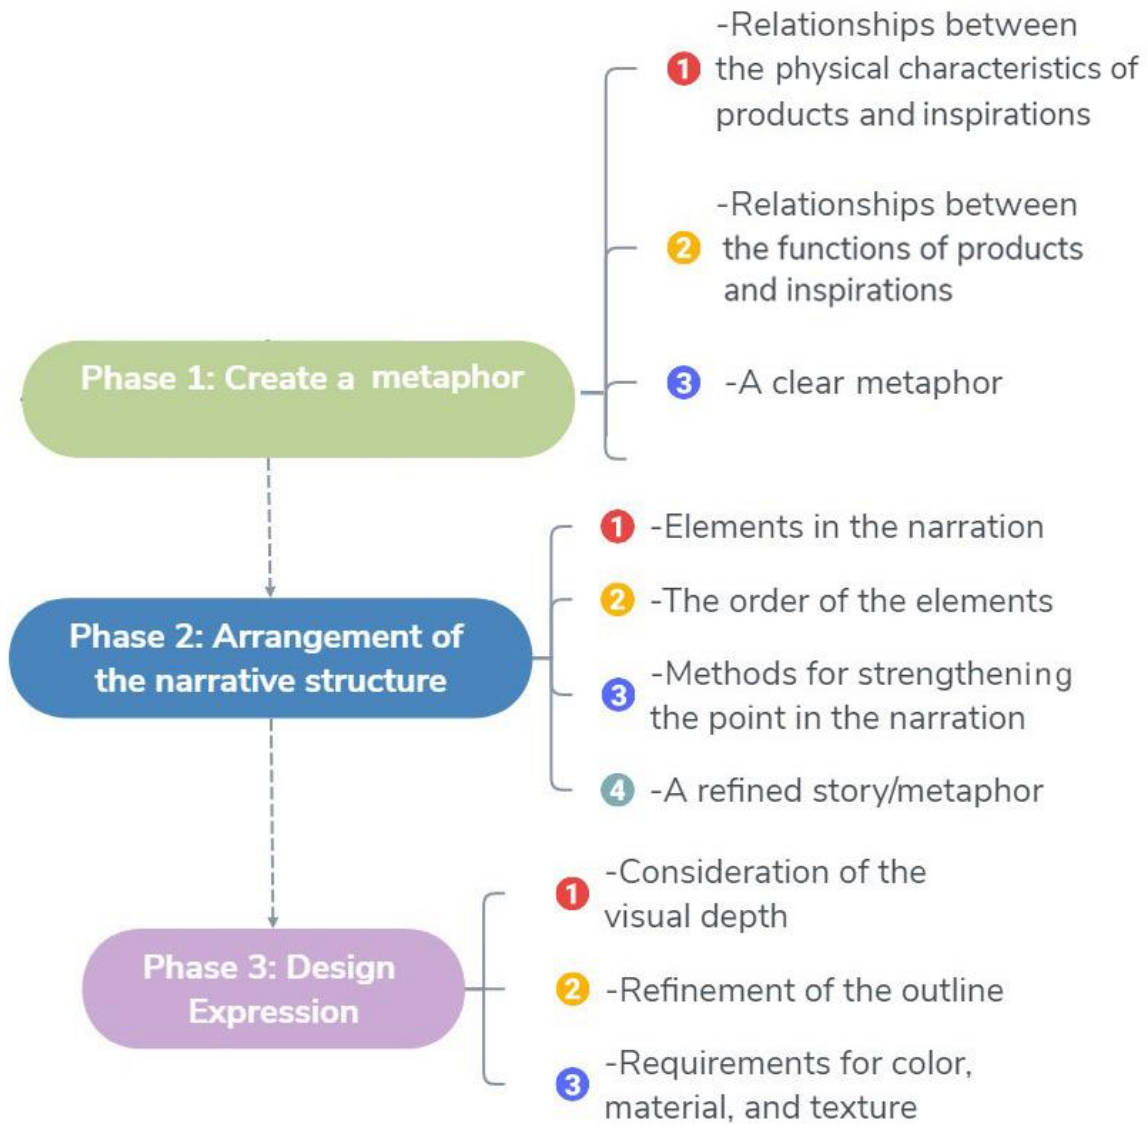 -Relationships between
1 the physical characteristics of
products and inspirations
-Relationships between
2 the functions of products
and inspirations
Phase 1: Create a metaphor
3 -A clear metaphor
1 -Elements in the narration
2 -The order of the elements
Phase 2: Arrangement of
the narrative structure
3 -Methods for strengthening
the point in the narration
4 -A refined story/metaphor
1 -Consideration of the
visual depth
Phase 3: Design
Expression
2 -Refinement of the outline
3 -Requirements for color,
material, and texture